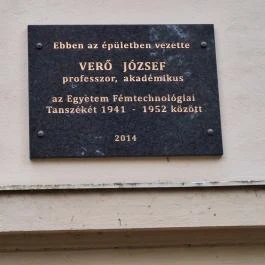 Ebben az épületben vezette
VERŐ JÓZSEF
professzor, akadémikus
az Egyetem Fémtechnológiai
Tanszékét 1941 - 1952 között
2014